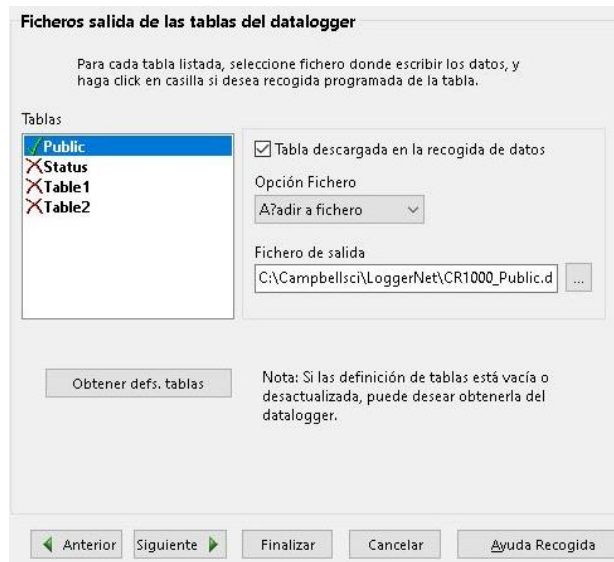 Ficheros salida de las tablas del datalogger
Para cada tabla listada, seleccione fichero donde escribir los datos, y
haga click en casilla si desea recogida programada de la tabla.
Tablas
Public
Status
Table1
Table2
Tabla descargada en la recogida de datos
Opción Fichero
A?adir a fichero
Fichero de salida
C:\Campbellsci\LoggerNet\CR1000_Public.d
...
Obtener defs. tablas
Nota: Si las definición de tablas está vacía o
desactualizada, puede desear obtenerla del
datalogger.
Anterior
Siguiente
Finalizar
Cancelar
Ayuda Recogida